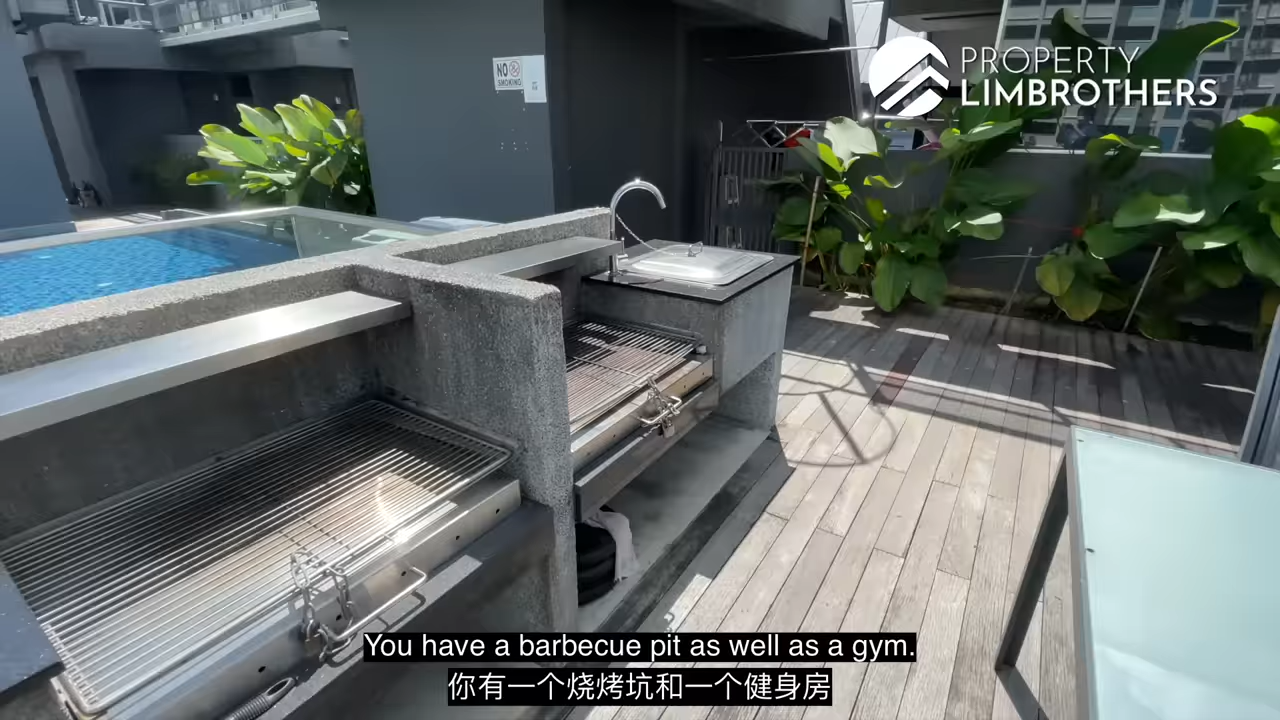 PROPERTY
LIMBROTHERS
NO
SMOKING
You have a barbecue pit as well as a gym.
你有一个烧烤坑和一个健身房